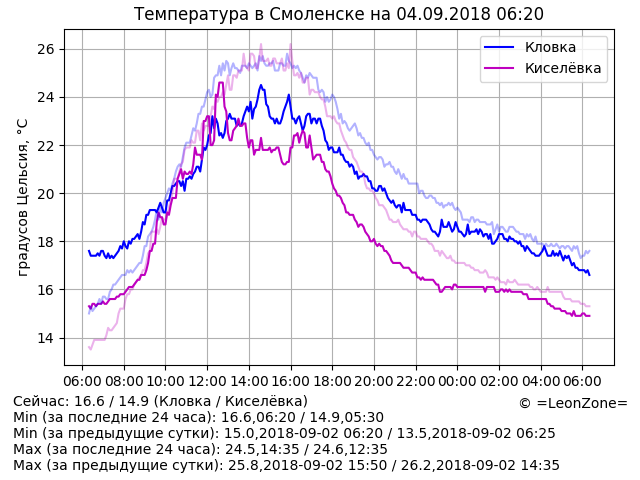 Температура в Смоленске на 04.09.2018 06:20
Кловка
Киселёвка
градусов Цельсия, °C
26
24
22
20
18
16
14
06:00 08:00 10:00 12:00 14:00 16:00 18:00 20:00 22:00 00:00 02:00 04:00 06:00
Сейчас: 16.6 / 14.9 (Кловка / Киселёвка)
© =LeonZone=
Min (за последние 24 часа): 16.6,06:20 / 14.9,05:30
Min (за предыдущие сутки): 15.0,2018-09-02 06:20 / 13.5,2018-09-02 06:25
Max (за последние 24 часа): 24.5,14:35 / 24.6,12:35
Max (за предыдущие сутки): 25.8,2018-09-02 15:50 / 26.2,2018-09-02 14:35